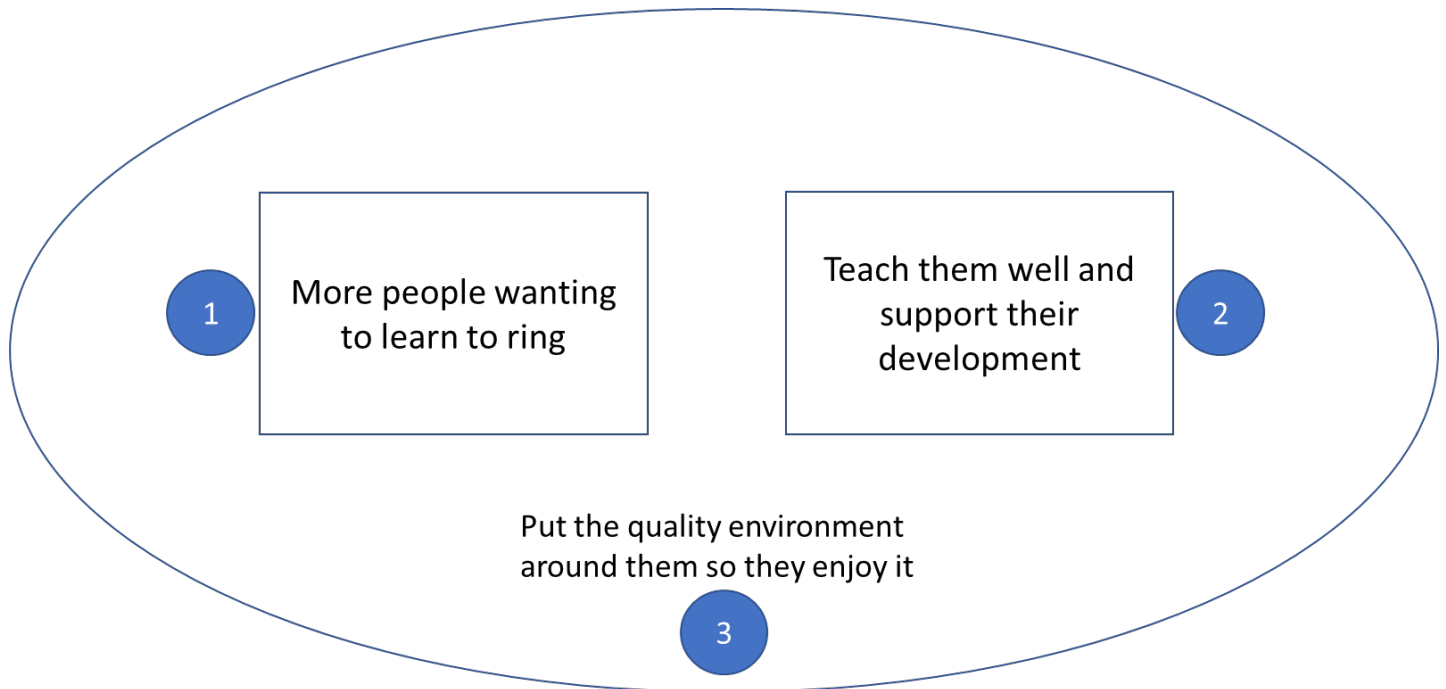 1
More people wanting
to learn to ring
Teach them well and
support their
development
2
Put the quality environment
around them so they enjoy it
3